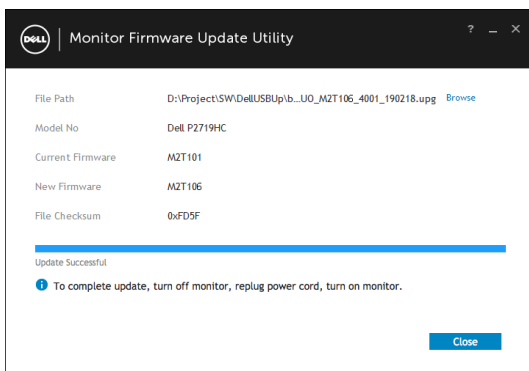 DELL | Monitor Firmware Update Utility ? _ ×
File Path D:\Project\SW\DellUSBUp\b...UO_M2T106_4001_190218.upg Browse
Model No Dell P2719HC
Current Firmware M2T101
New Firmware M2T106
File Checksum 0xFD5F
Update Successful
To complete update, turn off monitor, replug power cord, turn on monitor.
Close